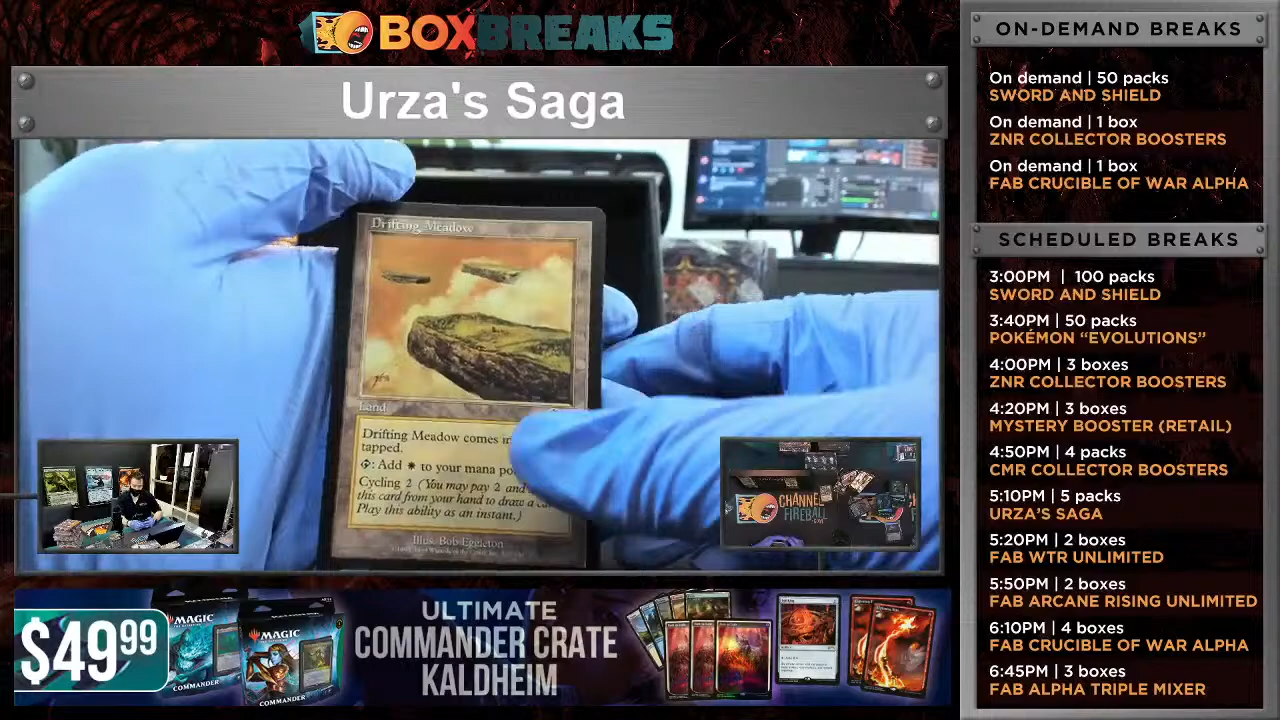 BOXBREAKS
Urza's Saga
Drifting Meadow
Land
Drifting Meadow comes in
tapped.
: Add to your mana
Cycling 2 (You may pay 2 and
this card from your hand to draw a
Play this ability as an instant.)
Illus. Bob Eggleton
CHANNEL
FIREBALL
$49.99
MAGIC
COMMANDER
MAGIC
COMMANDER
ULTIMATE
COMMANDER CRATE
KALDHEIM
ON-DEMAND BREAKS
On demand | 50 packs
SWORD AND SHIELD
On demand | 1 box
ZNR COLLECTOR BOOSTERS
On demand | 1 box
FAB CRUCIBLE OF WAR ALPHA
SCHEDULED BREAKS
3:00PM | 100 packs
SWORD AND SHIELD
3:40PM | 50 packs
POKÉMON “EVOLUTIONS”
4:00PM | 3 boxes
ZNR COLLECTOR BOOSTERS
4:20PM | 3 boxes
MYSTERY BOOSTER (RETAIL)
4:50PM | 4 packs
CMR COLLECTOR BOOSTERS
5:10PM | 5 packs
URZA'S SAGA
5:20PM | 2 boxes
FAB WTR UNLIMITED
5:50PM | 2 boxes
FAB ARCANE RISING UNLIMITED
6:10PM | 4 boxes
FAB CRUCIBLE OF WAR ALPHA
6:45PM | 3 boxes
FAB ALPHA TRIPLE MIXER